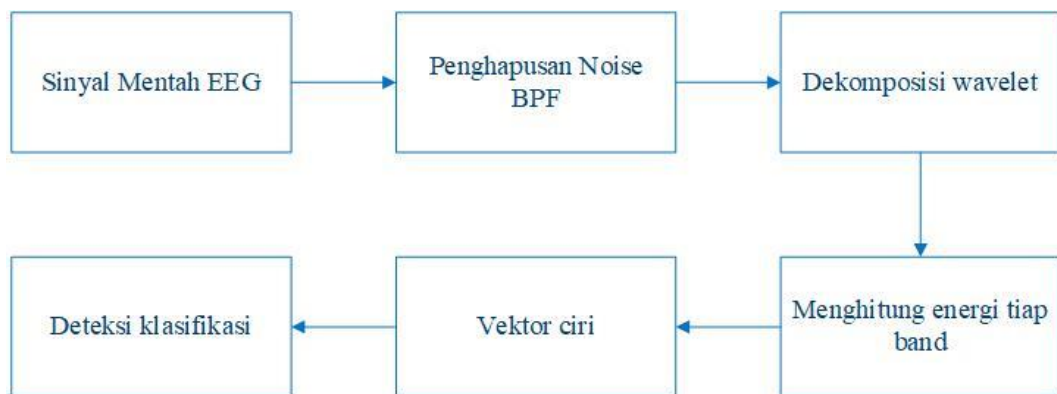 Sinyal Mentah EEG
Penghapusan Noise
BPF
Dekomposisi wavelet
Menghitung energi tiap
band
Vektor ciri
Deteksi klasifikasi